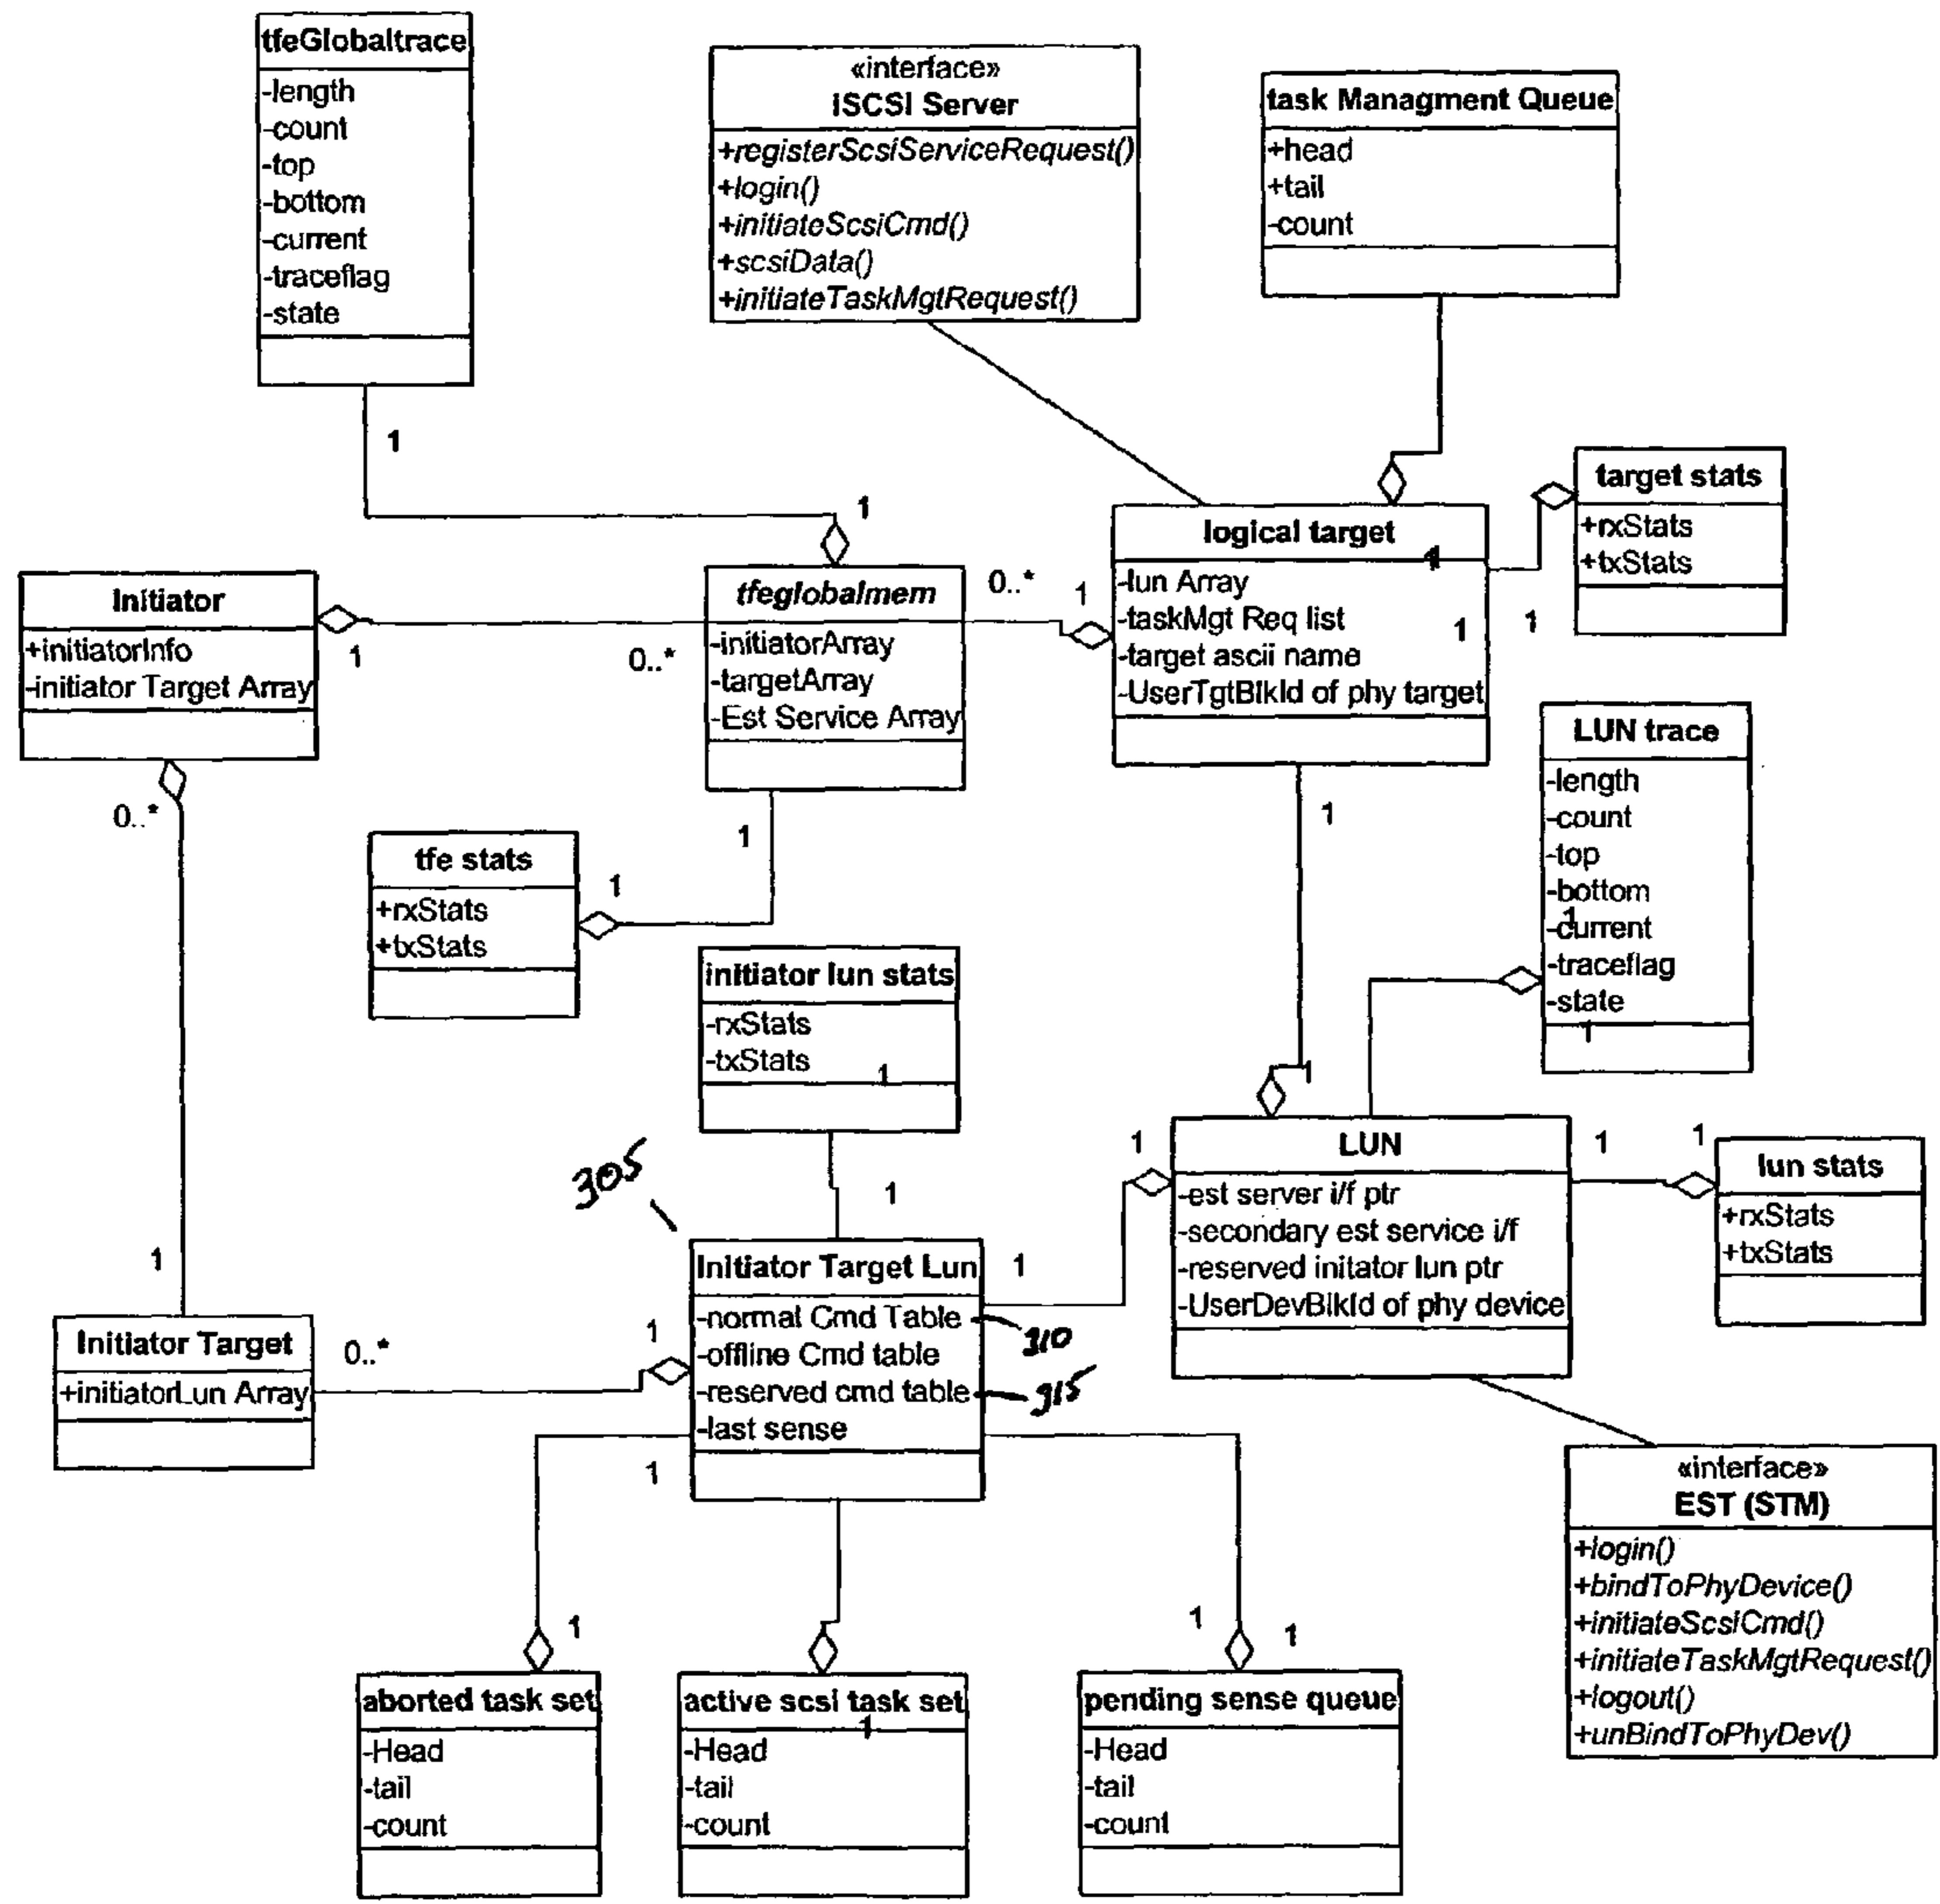 tfeGlobaltrace
-length
-count
-top
-bottom
-current
-traceflag
-state
«interface»
iSCSI Server
+registerScsiServiceRequest()
+login()
+initiateScsiCmd()
+scsiData()
+initiateTaskMgtRequest()
task Managment Queue
+head
+tail
-count
1
1
target stats
+rxStats
+txStats
logical target
1
-lun Array
-taskMgt Req list
-target ascii name
-UserTgtBlkId of phy target
1
1
0..*
1
Initiator
+initiatorInfo
-initiator Target Array
1
0..*
tfeglobalmem
-initiatorArray
-targetArray
-Est Service Array
LUN trace
-length
-count
-top
-bottom
1
-current
-traceflag
-state
1
0..*
1
1
tfe stats
+rxStats
+txStats
1
initiator lun stats
-rxStats
-txStats
1
1
305
1
1
LUN
-est server i/f ptr
-secondary est service i/f
-reserved initator lun ptr
-UserDevBlkId of phy device
1
1
lun stats
+rxStats
+txStats
1
Initiator Target
+initiatorLun Array
0..*
1
Initiator Target Lun
-normal Cmd Table
310
-offline Cmd table
-reserved cmd table
315
-last sense
1
1
«interface»
EST (STM)
+login()
+bindToPhyDevice()
+initiateScsiCmd()
+initiateTaskMgtRequest()
+logout()
+unBindToPhyDev()
1
1
1
aborted task set
-Head
-tail
-count
active scsi task set
1
-Head
-tail
-count
pending sense queue
-Head
-tail
-count